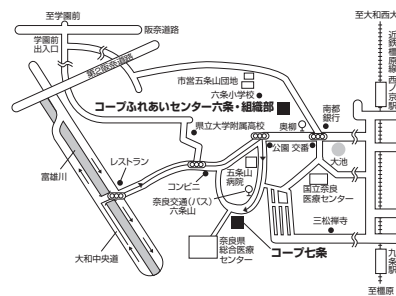 至学園前
阪奈道路
学園前
出入口
第2阪奈道路
至大和西大寺
近鉄橿原線
西ノ京駅
市営五条山団地
六条小学校
コープふれあいセンター六条・組織部
県立大学附属高校
奥柳
南都
銀行
公園
交番
大池
富雄川
レストラン
コンビニ
五条山
病院
奈良交通(バス)
六条山
国立奈良
医療センター
三松禅寺
大和中央道
奈良県
総合医療
センター
コープ七条
九条駅
至橿原